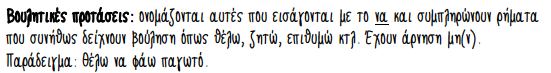 Βουλητικές προτάσεις: ονομάζονται αυτές που εισάγονται με το να και συμπληρώνουν ρήματα
που συνήθως δείχνουν βούληση όπως θέλω, ζητώ, επιθυμώ κτλ. Έχουν άρνηση μη(ν).
Παράδειγμα: θέλω να φάω παγωτό.